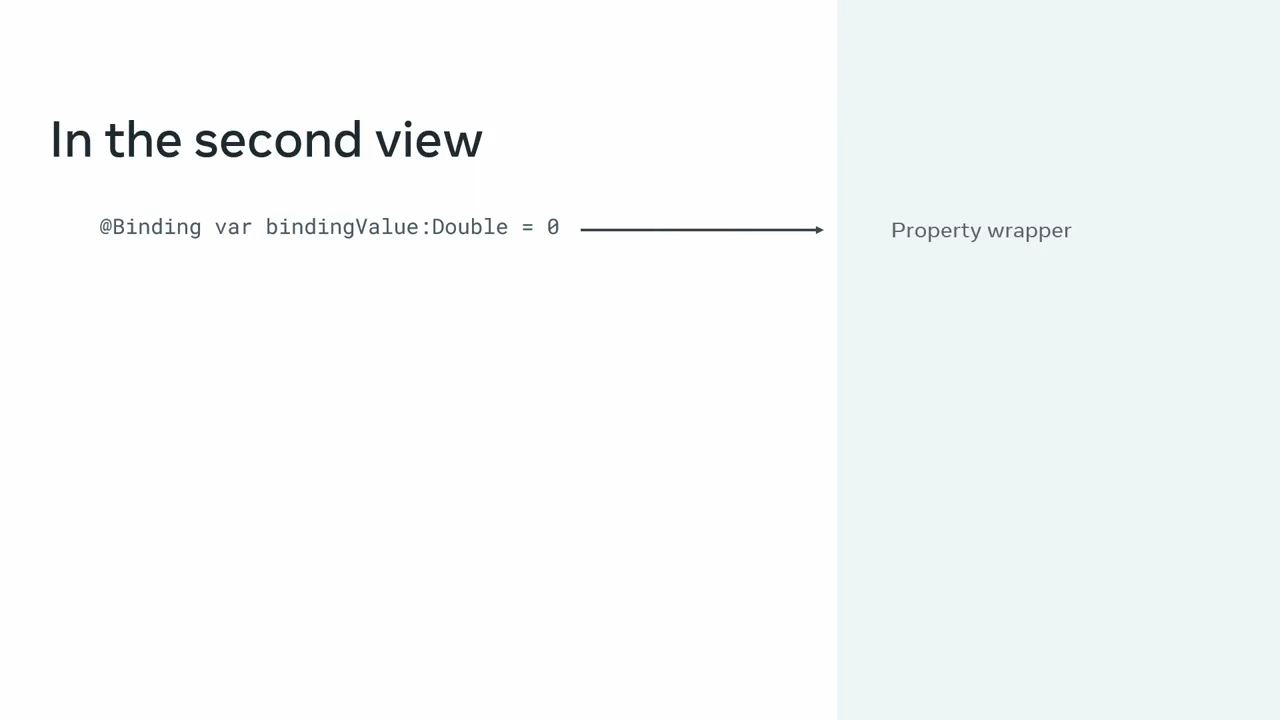 In the second view
@Binding var bindingValue:Double = 0
Property wrapper